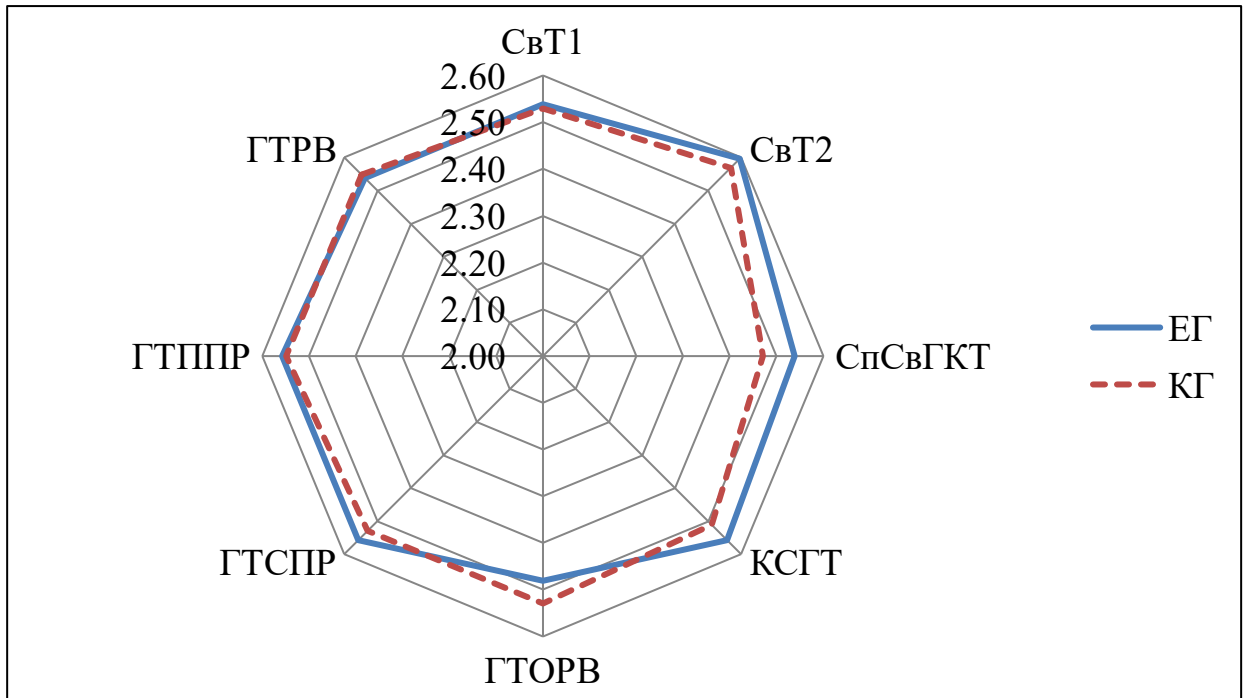 СвТ1
2.60
2.50
2.40
2.30
2.20
2.10
2.00
СвТ2
СпСвГКТ
КСГТ
ГТОРВ
ГТСПР
ГТППР
ГТРВ
ЕГ
КГ